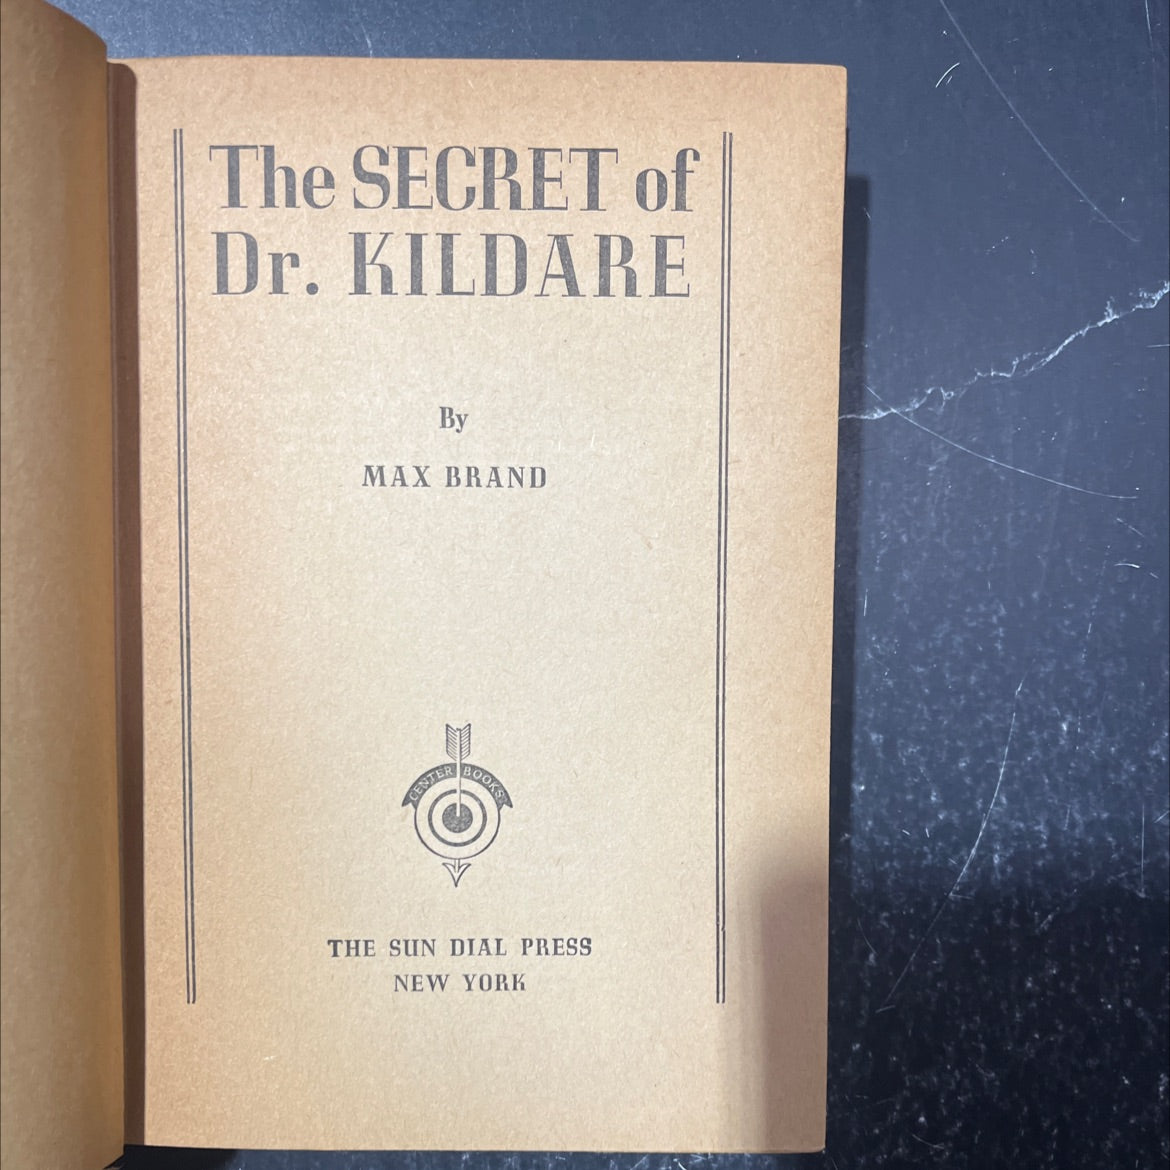 The SECRET of
Dr. KILDARE
By
MAX BRAND
CENTER BOOKS
THE SUN DIAL PRESS
NEW YORK